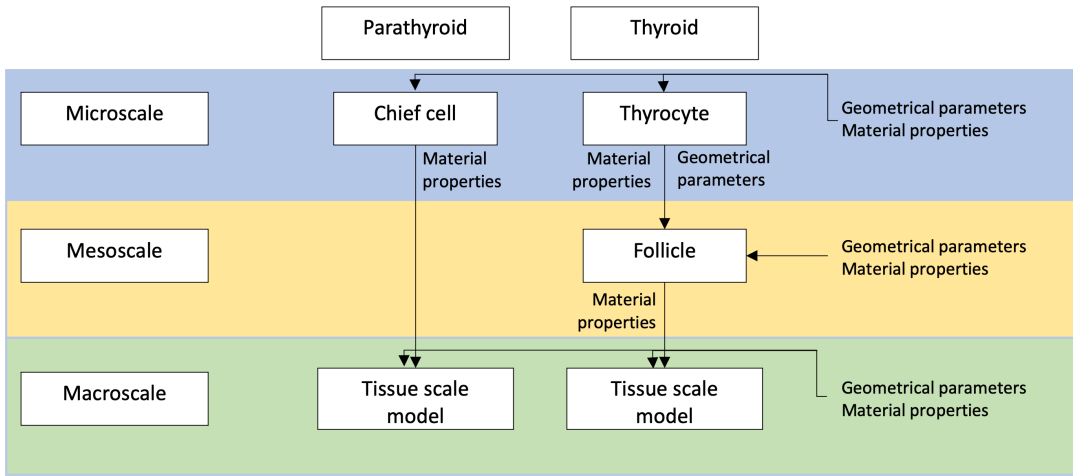 Parathyroid
Thyroid
Microscale
Chief cell
Thyrocyte
Geometrical parameters
Material properties
Material
properties
Material
properties
Geometrical
parameters
Mesoscale
Follicle
Geometrical parameters
Material properties
Material
properties
Macroscale
Tissue scale
model
Tissue scale
model
Geometrical parameters
Material properties